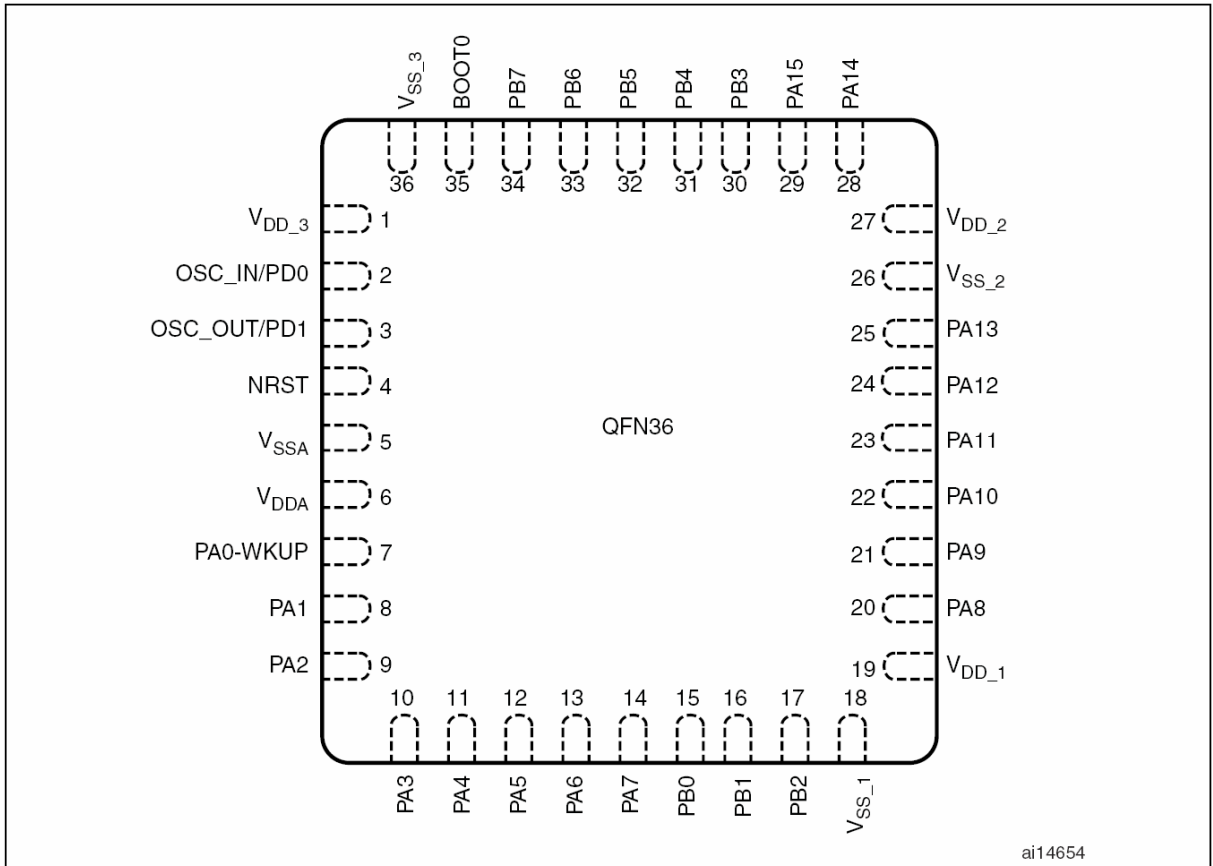 V_SS_3
BOOT0
PB7
PB6
PB5
PB4
PB3
PA15
PA14
36
35
34
33
32
31
30
29
28
V_DD_3 1
OSC_IN/PD0 2
OSC_OUT/PD1 3
NRST 4
V_SSA 5
V_DDA 6
PA0-WKUP 7
PA1 8
PA2 9
QFN36
27 V_DD_2
26 V_SS_2
25 PA13
24 PA12
23 PA11
22 PA10
21 PA9
20 PA8
19 V_DD_1
10
11
12
13
14
15
16
17
18
PA3
PA4
PA5
PA6
PA7
PB0
PB1
PB2
V_SS_1
ai14654